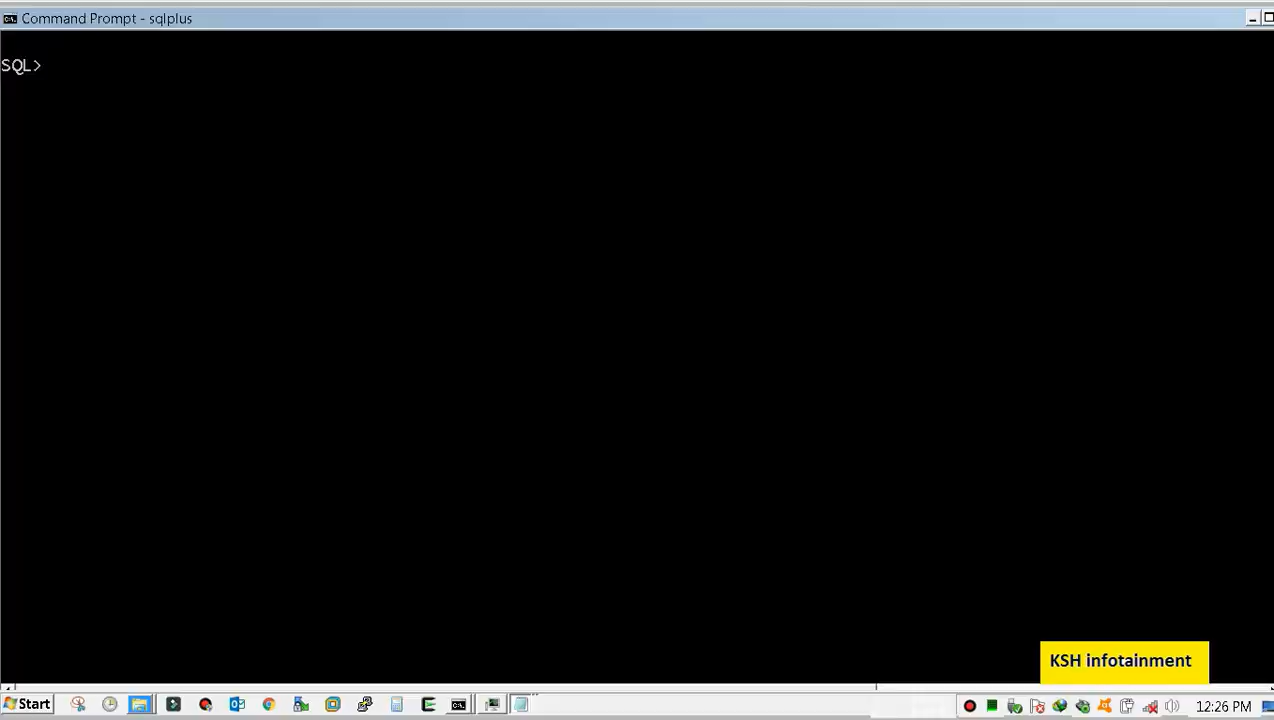 Command Prompt - sqlplus
SQL>
KSH infotainment
Start
12:26 PM